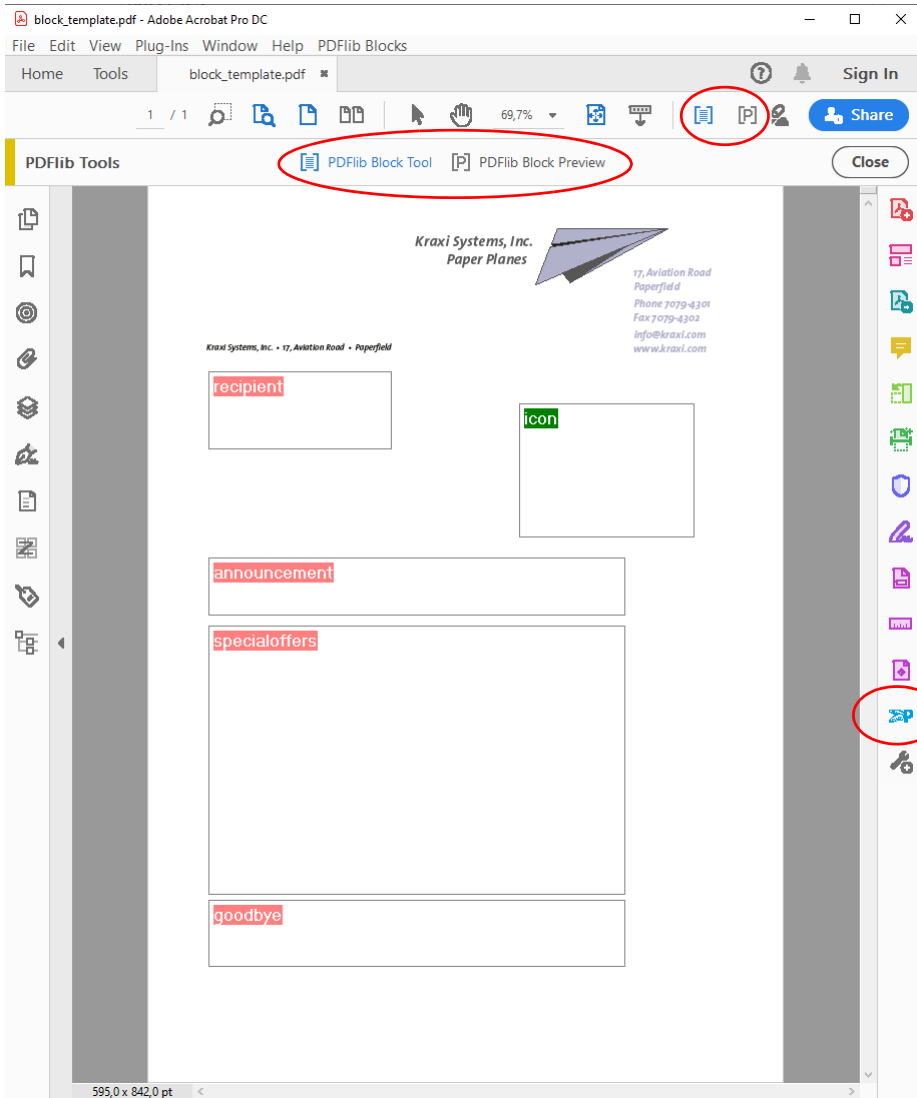 block_template.pdf - Adobe Acrobat Pro DC
File Edit View Plug-Ins Window Help PDFlib Blocks
Home Tools block_template.pdf Sign In
1 / 1 69,7% [P] Share
PDFlib Tools PDFlib Block Tool [P] PDFlib Block Preview Close
Kraxi Systems, Inc.
Paper Planes
17, Aviation Road
Paperfield
Phone 7079-4301
Fax 7079-4302
info@kraxi.com
www.kraxi.com
Kraxi Systems, Inc. • 17, Aviation Road • Paperfield
recipient
icon
announcement
specialoffers
goodbye
595,0 x 842,0 pt